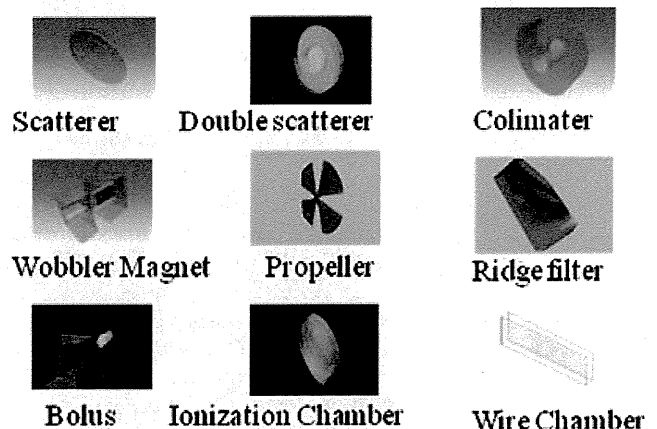 Scatterer Double scatterer Colimater
Wobbler Magnet Propeller Ridge filter
Bolus Ionization Chamber Wire Chamber